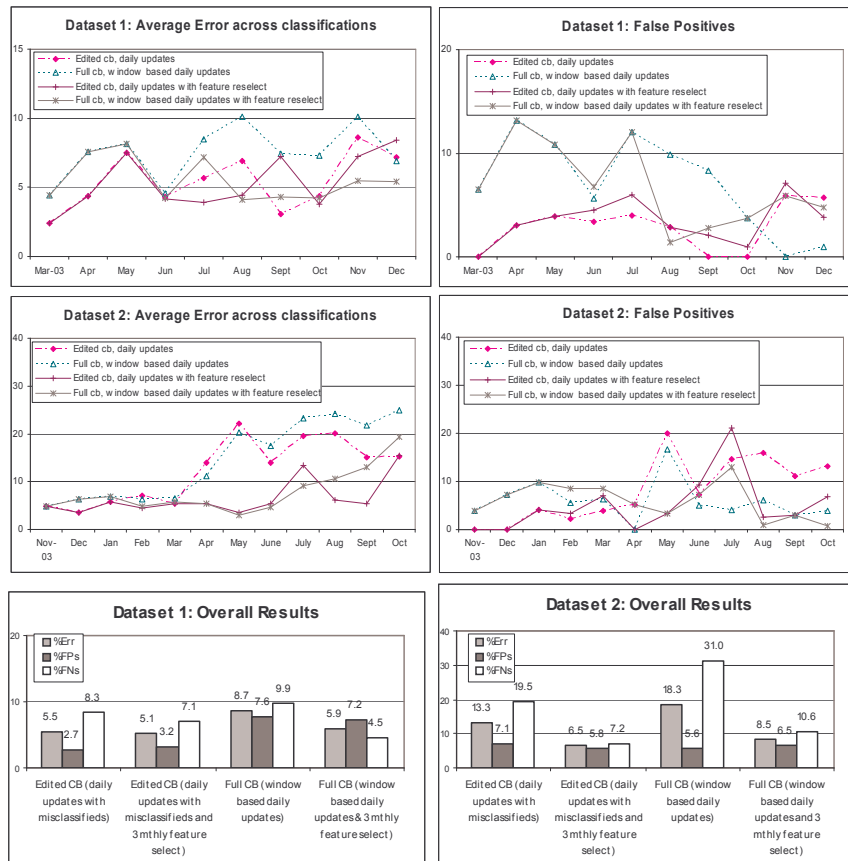 Dataset 1: Average Error across classifications
15
10
5
0
Edited cb, daily updates
Full cb, window based daily updates
Edited cb, daily updates with feature reselect
Full cb, window based daily updates with feature reselect
Mar-03 Apr May Jun Jul Aug Sept Oct Nov Dec
Dataset 1: False Positives
20
10
0
Edited cb, daily updates
Full cb, window based daily updates
Edited cb, daily updates with feature reselect
Full cb, window based daily updates with feature reselect
Mar-03 Apr May Jun Jul Aug Sept Oct Nov Dec
Dataset 2: Average Error across classifications
40
30
20
10
0
Edited cb, daily updates
Full cb, window based daily updates
Edited cb, daily updates with feature reselect
Full cb, window based daily updates with feature reselect
Nov-03 Dec Jan Feb Mar Apr May June July Aug Sept Oct
Dataset 2: False Positives
40
30
20
10
0
Edited cb, daily updates
Full cb, window based daily updates
Edited cb, daily updates with feature reselect
Full cb, window based daily updates with feature reselect
Nov-03 Dec Jan Feb Mar Apr May June July Aug Sept Oct
Dataset 1: Overall Results
20
10
0
%Err
%FPs
%FNs
5.5 2.7 8.3 5.1 3.2 7.1 8.7 7.6 9.9 5.9 7.2 4.5
Edited CB (daily updates with misclassifieds)
Edited CB (daily updates with misclassifieds and 3 mthly feature select)
Full CB (window based daily updates)
Full CB (window based daily updates & 3 mthly feature select)
Dataset 2: Overall Results
40
30
20
10
0
%Err
%FPs
%FNs
13.3 7.1 19.5 6.5 5.8 7.2 18.3 5.6 31.0 8.5 6.5 10.6
Edited CB (daily updates with misclassifieds)
Edited CB (daily updates with misclassifieds and 3 mthly feature select)
Full CB (window based daily updates)
Full CB (window based daily updates and 3 mthly feature select)